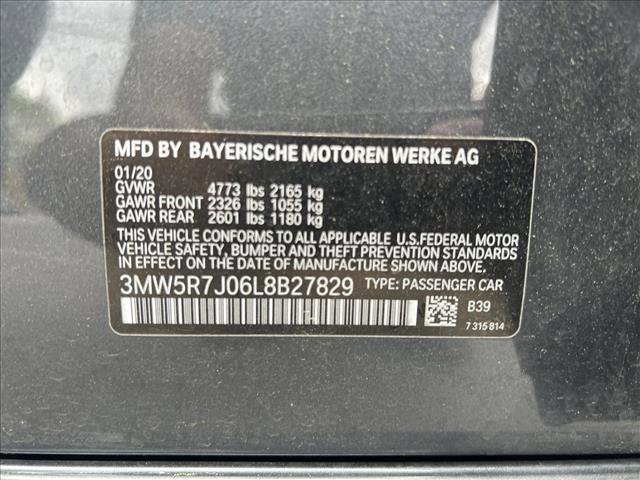 MFD BY BAYERISCHE MOTOREN WERKE AG
01/20
GVWR 4773 lbs 2165 kg
GAWR FRONT 2326 lbs 1055 kg
GAWR REAR 2601 lbs 1180 kg
THIS VEHICLE CONFORMS TO ALL APPLICABLE U.S.FEDERAL MOTOR
VEHICLE SAFETY, BUMPER AND THEFT PREVENTION STANDARDS
IN EFFECT ON THE DATE OF MANUFACTURE SHOWN ABOVE.
3MW5R7J06L8B27829 TYPE: PASSENGER CAR
B39
7 315 814